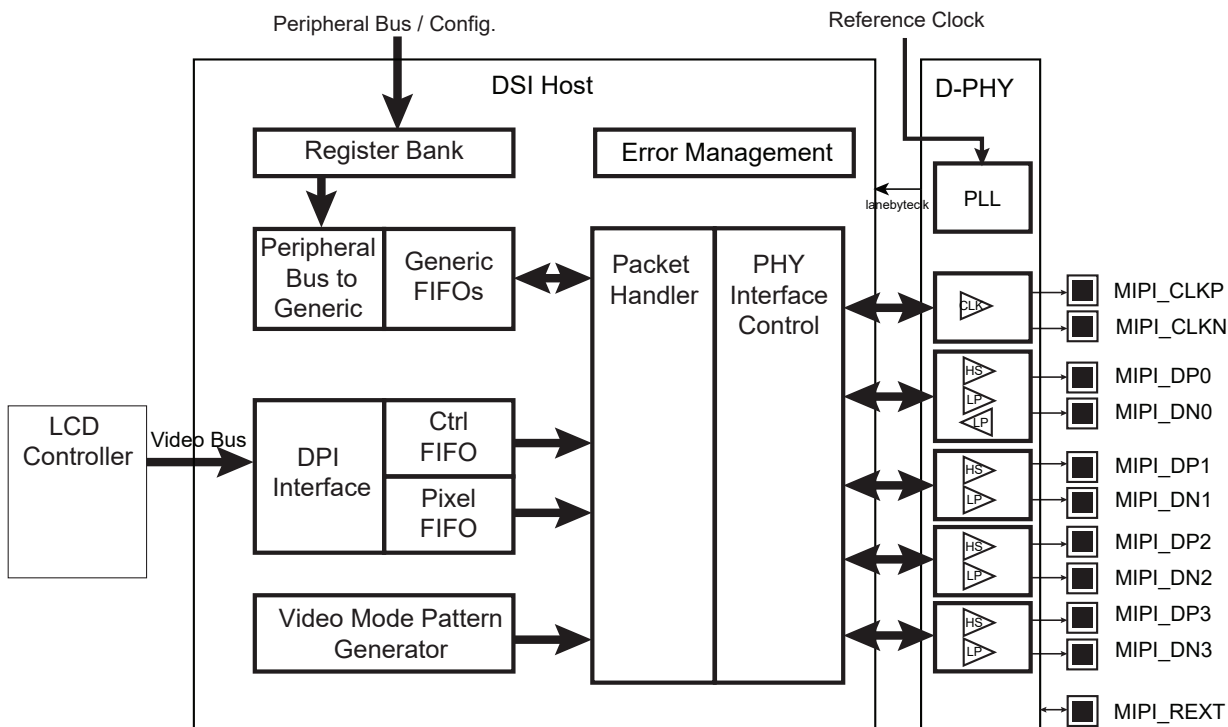 Peripheral Bus / Config.
Reference Clock
DSI Host
D-PHY
Register Bank
Error Management
lanebyteclk
PLL
Peripheral
Bus to
Generic
Generic
FIFOs
Packet
Handler
PHY
Interface
Control
CLK
MIPI_CLKP
MIPI_CLKN
HS
LP
LP
MIPI_DP0
MIPI_DN0
LCD
Controller
Video Bus
DPI
Interface
Ctrl
FIFO
Pixel
FIFO
HS
LP
MIPI_DP1
MIPI_DN1
HS
LP
MIPI_DP2
MIPI_DN2
Video Mode Pattern
Generator
HS
LP
MIPI_DP3
MIPI_DN3
MIPI_REXT